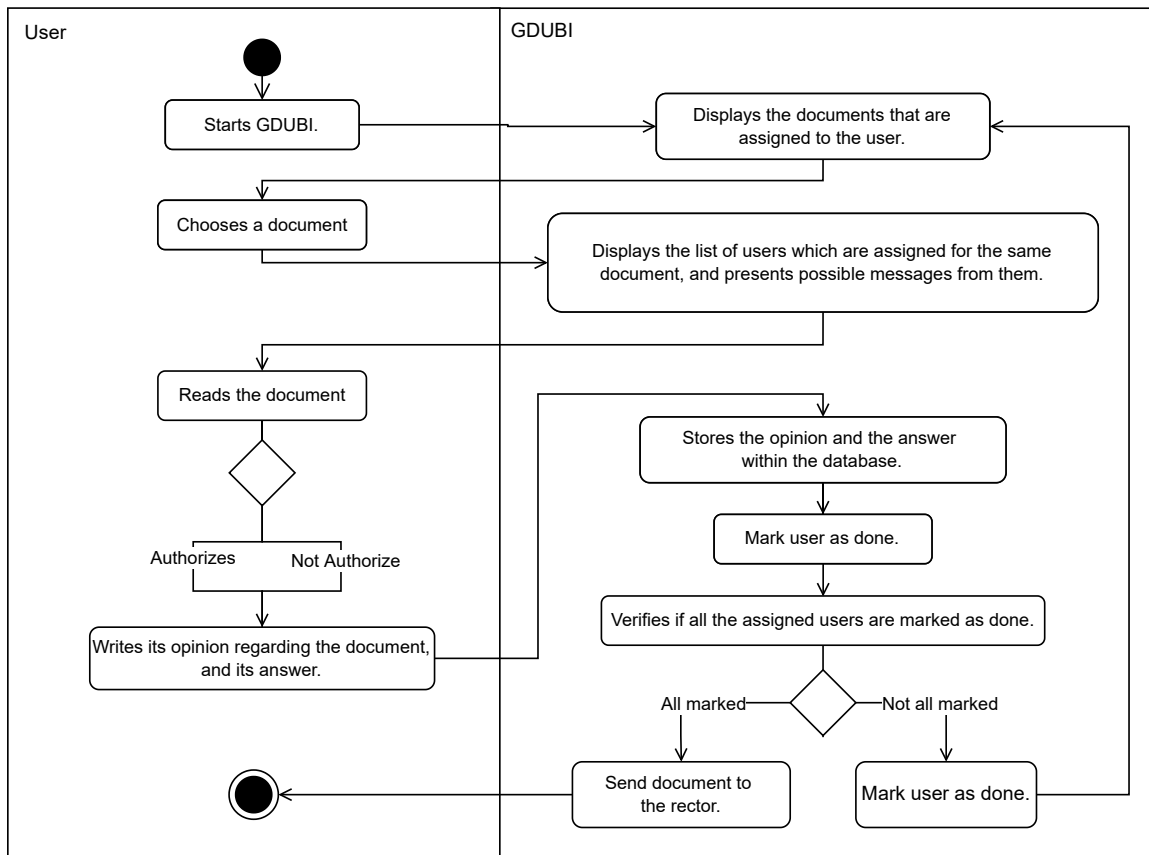 User
GDUBI
Starts GDUBI.
Displays the documents that are
assigned to the user.
Chooses a document
Displays the list of users which are assigned for the same
document, and presents possible messages from them.
Reads the document
Stores the opinion and the answer
within the database.
Mark user as done.
Authorizes
Not Authorize
Verifies if all the assigned users are marked as done.
Writes its opinion regarding the document,
and its answer.
All marked
Not all marked
Send document to
the rector.
Mark user as done.